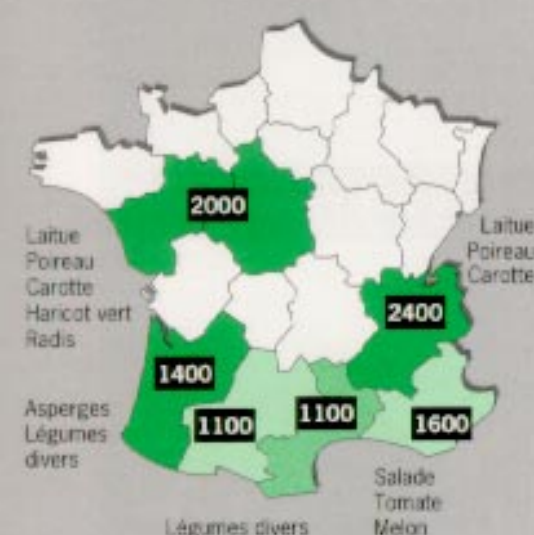 2000
Laitue
Poireau
Carotte
Haricot vert
Radis
Laitue
Poireau
Carotte
2400
1400
1100
1100
1600
Asperges
Légumes
divers
Salade
Tomate
Melon
Légumes divers